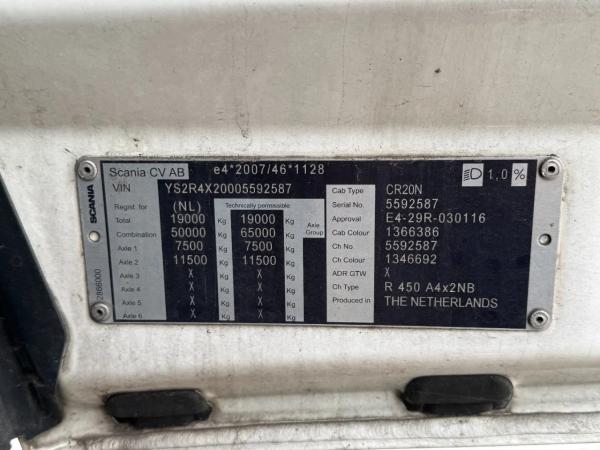 Scania CV AB e4*2007/46*1128 1,0 %
VIN YS2R4X20005592587
Regist. for (NL) Technically permissible
Total 19000 Kg 19000 Kg
Combination 50000 Kg 65000 Kg Axle Group
Axle 1 7500 Kg 7500 Kg
Axle 2 11500 Kg 11500 Kg
Axle 3 X Kg X Kg
Axle 4 X Kg X Kg
Axle 5 X Kg X Kg
Axle 6 X Kg X Kg
Cab Type CR20N
Serial No. 5592587
Approval E4-29R-030116
Cab Colour 1366386
Ch No. 5592587
Ch Colour 1346692
ADR GTW X
Ch Type R 450 A4x2NB
Produced in THE NETHERLANDS
SCANIA
2866000